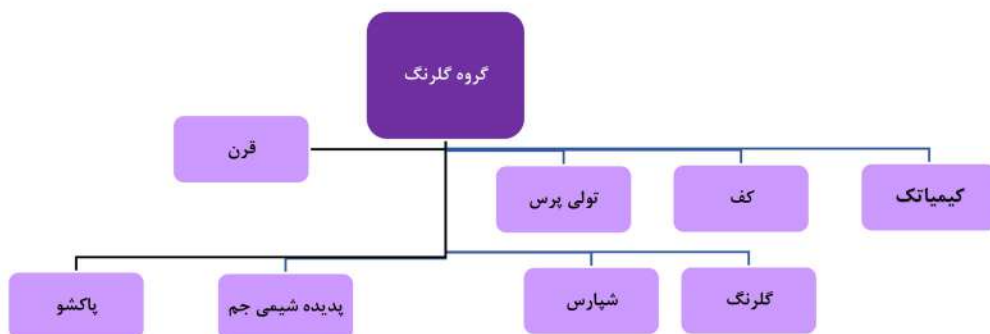 گروه گلرنگ
قرن
کیمیاتک
کف
تولی پرس
گلرنگ
شپارس
پدیده شیمی جم
پاکشو